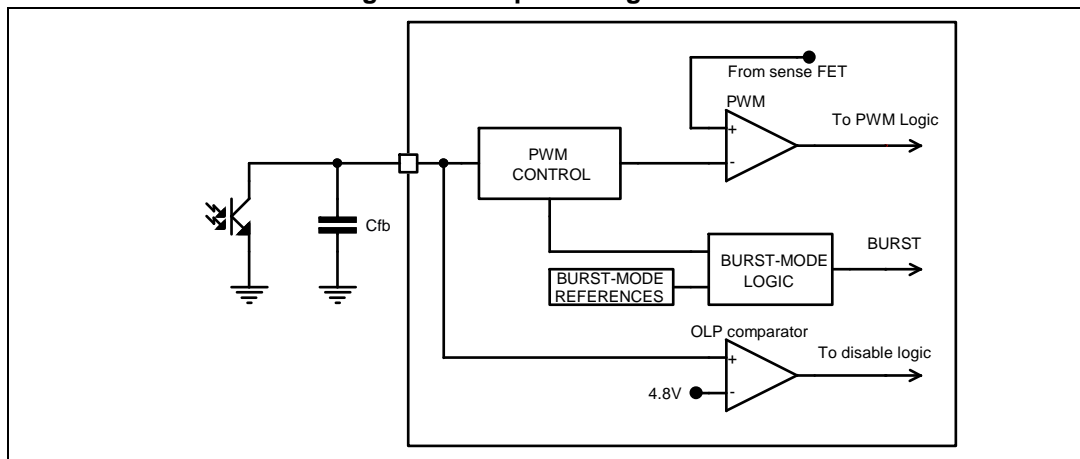 From sense FET
PWM
+
-
To PWM Logic
PWM
CONTROL
Cfb
BURST
BURST-MODE
LOGIC
BURST-MODE
REFERENCES
OLP comparator
+
-
To disable logic
4.8V